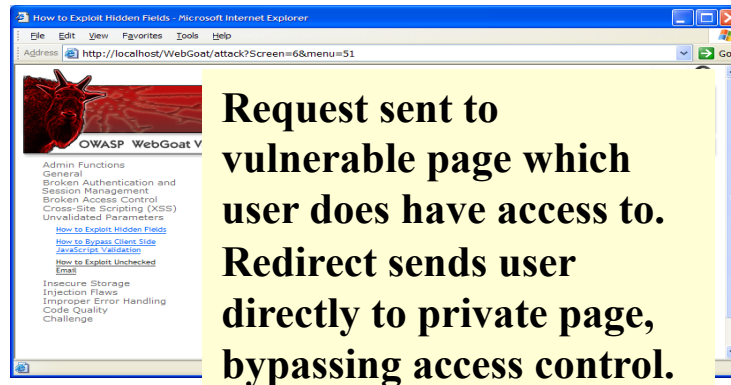 How to Exploit Hidden Fields - Microsoft Internet Explorer
File Edit View Favorites Tools Help
Address http://localhost/WebGoat/attack?Screen=6&menu=51 Go
OWASP WebGoat V
Admin Functions
General
Broken Authentication and
Session Management
Broken Access Control
Cross-Site Scripting (XSS)
Unvalidated Parameters
How to Exploit Hidden Fields
How to Bypass Client Side
JavaScript Validation
How to Exploit Unchecked
Email
Insecure Storage
Injection Flaws
Improper Error Handling
Code Quality
Challenge
Request sent to
vulnerable page which
user does have access to.
Redirect sends user
directly to private page,
bypassing access control.